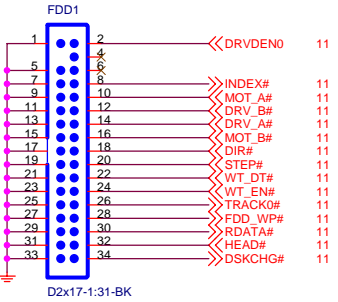 FDD1
1 2 DRVDEN0 11
4
5 6
7 8 INDEX# 11
9 10 MOT_A# 11
11 12 DRV_B# 11
13 14 DRV_A# 11
15 16 MOT_B# 11
17 18 DIR# 11
19 20 STEP# 11
21 22 WT_DT# 11
23 24 WT_EN# 11
25 26 TRACK0# 11
27 28 FDD_WP# 11
29 30 RDATA# 11
31 32 HEAD# 11
33 34 DSKCHG# 11
D2x17-1:31-BK